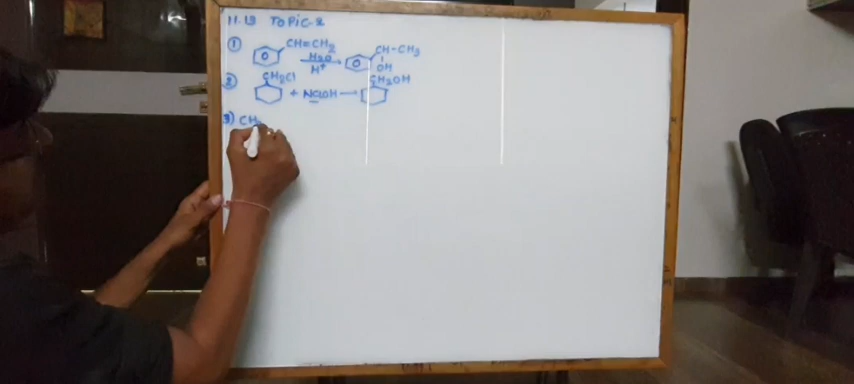 11.13 TOPIC-2
① CH=CH2 H2O H+ CH-CH3 OH
② CH2Cl + NaOH CH2OH
3) CH